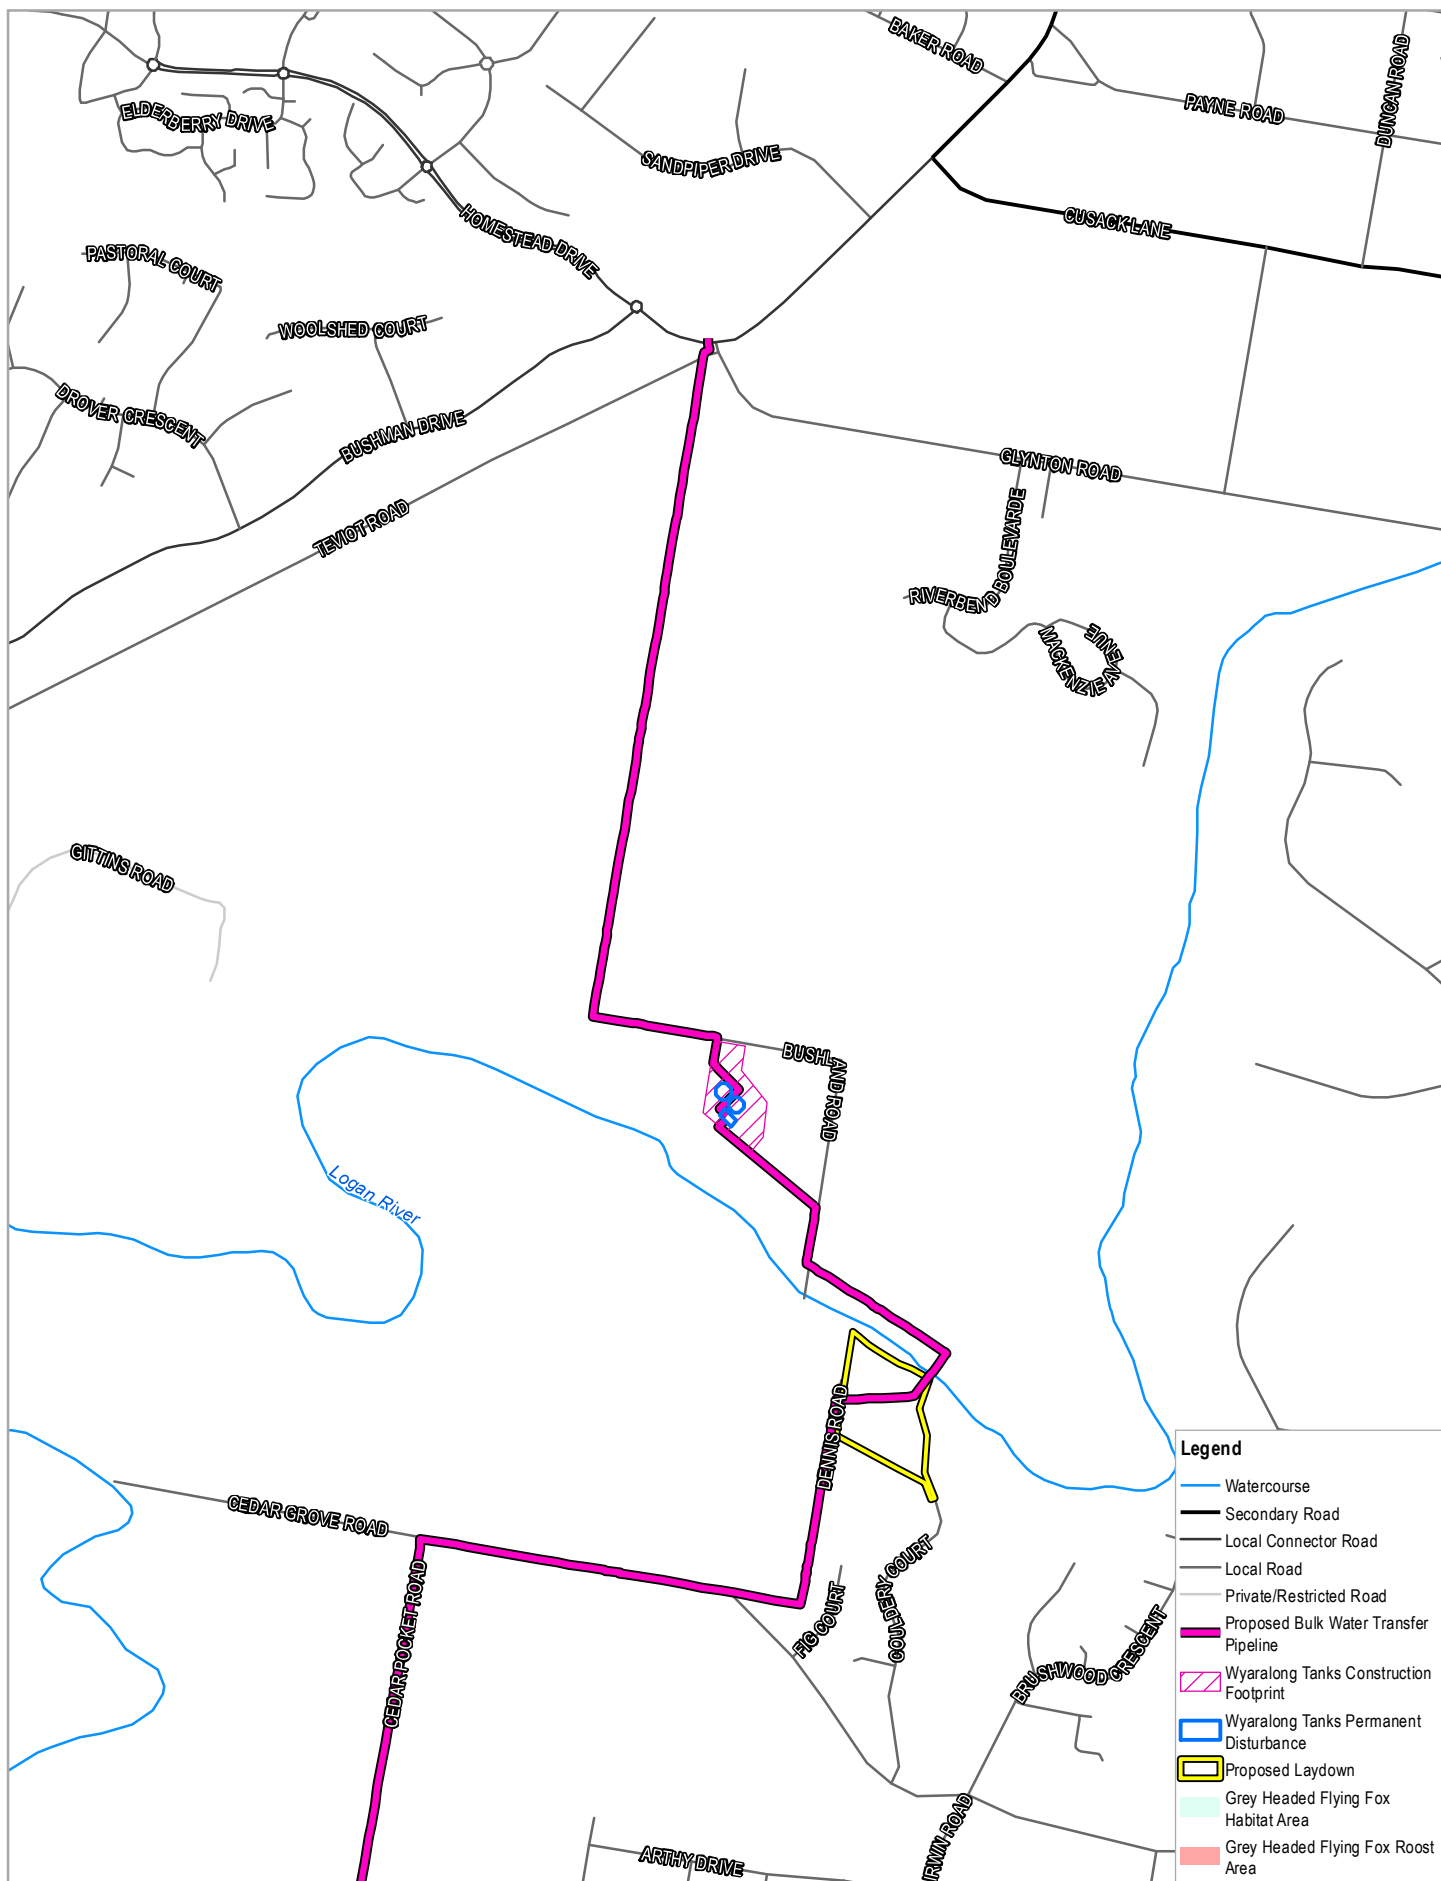 BAKER ROAD
DUNCAN ROAD
PAYNE ROAD
ELDERBERRY DRIVE
SANDPIPER DRIVE
CUSACK LANE
HOMESTEAD DRIVE
PASTORAL COURT
WOOLSHED COURT
DROVER CRESCENT
BUSHMAN DRIVE
GLYNTON ROAD
TEVIOT ROAD
RIVERBEND BOULEVARDE
MACKENZIE AVENUE
GITTINS ROAD
BUSHLAND ROAD
Logan River
DENNIS ROAD
CEDAR GROVE ROAD
CEDAR POCKET ROAD
FIG COURT
COULDERY COURT
BRUSHWOOD CRESCENT
IRWIN ROAD
ARTHY DRIVE
Legend
Watercourse
Secondary Road
Local Connector Road
Local Road
Private/Restricted Road
Proposed Bulk Water Transfer
Pipeline
Wyaralong Tanks Construction
Footprint
Wyaralong Tanks Permanent
Disturbance
Proposed Laydown
Grey Headed Flying Fox
Habitat Area
Grey Headed Flying Fox Roost
Area